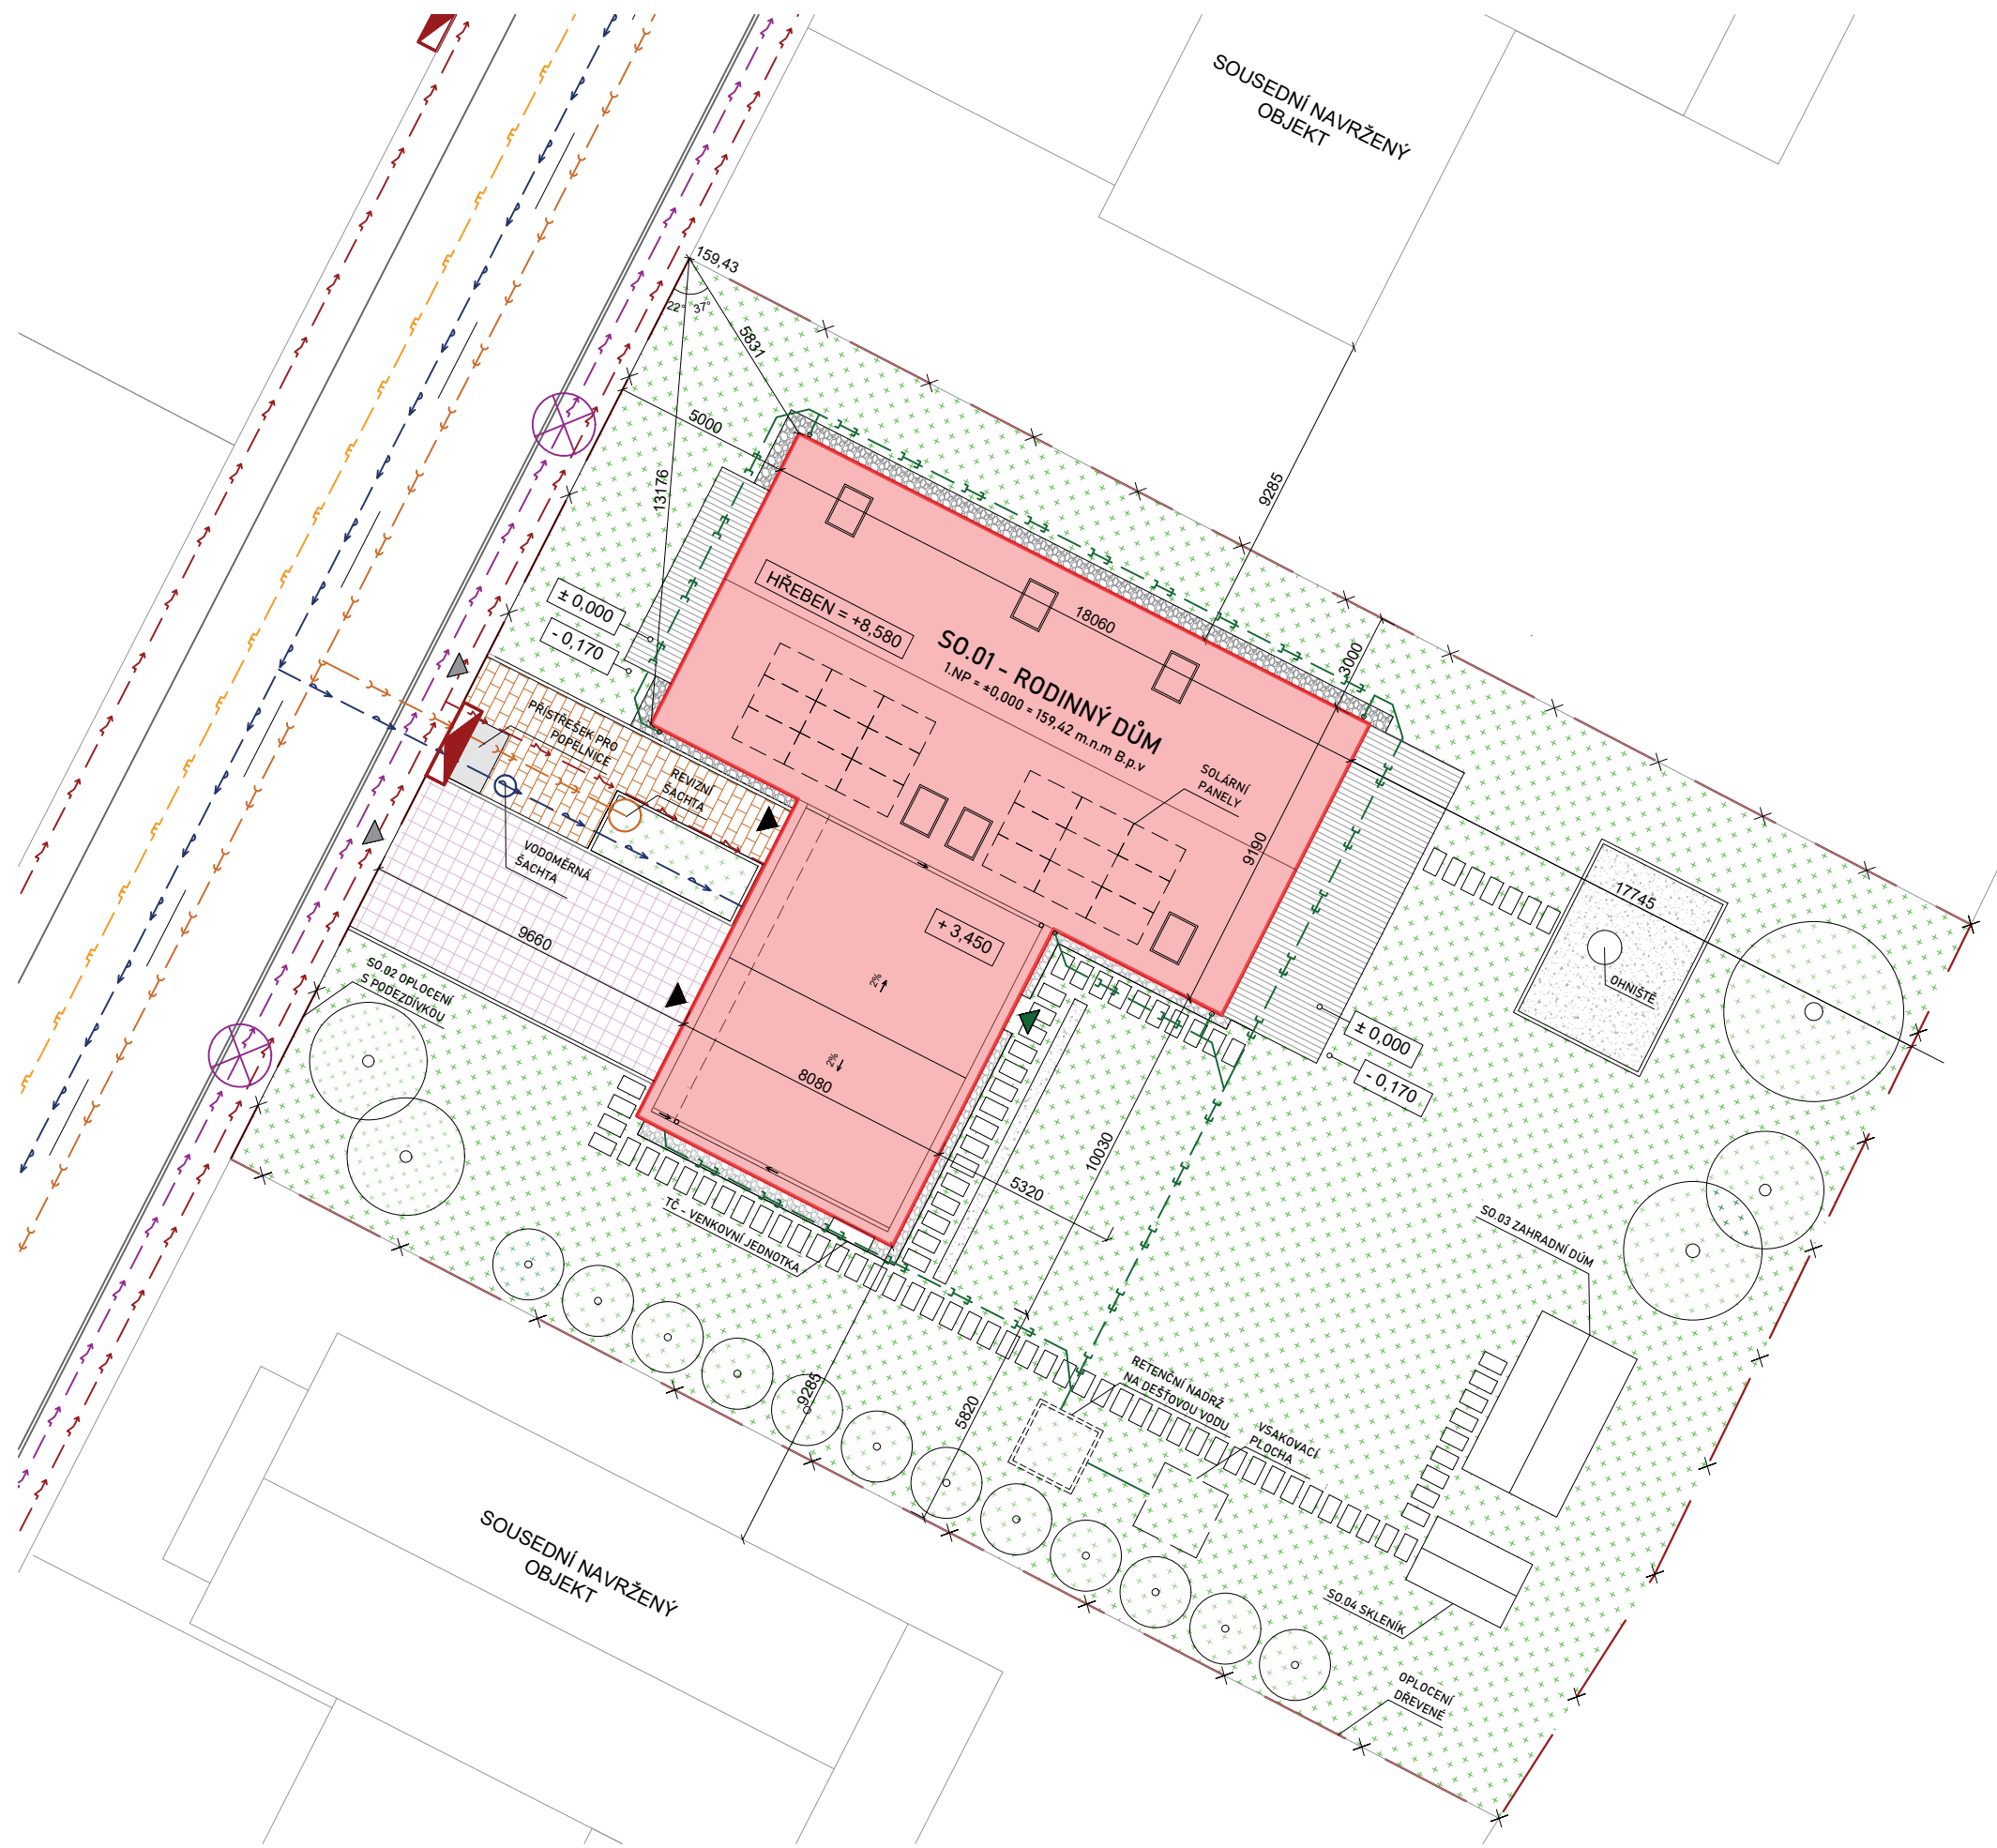 SOUSEDNÍ NAVRŽENÝ
OBJEKT
159,43
22°
37°
5831
5000
13176
9285
± 0,000
- 0,170
HŘEBEN = +8,580
18060
3000
SO.01 - RODINNÝ DŮM
1.NP = ±0,000 = 159,42 m.n.m B.p.v
PŘÍSTŘEŠEK PRO
POPELNICE
REVIZNÍ
ŠACHTA
SOLÁRNÍ
PANELY
VODOMĚRNÁ
ŠACHTA
9190
17745
9660
+ 3,450
OHNIŠTĚ
SO.02 OPLOCENÍ
S PODEZDÍVKOU
2%
2%
8080
± 0,000
- 0,170
10030
5320
TČ - VENKOVNÍ JEDNOTKA
SO.03 ZAHRADNÍ DŮM
9285
5820
RETENČNÍ NADRŽ
NA DEŠŤOVOU VODU
VSAKOVACÍ
PLOCHA
SOUSEDNÍ NAVRŽENÝ
OBJEKT
SO.04 SKLENÍK
OPLOCENÍ
DŘEVENÉ